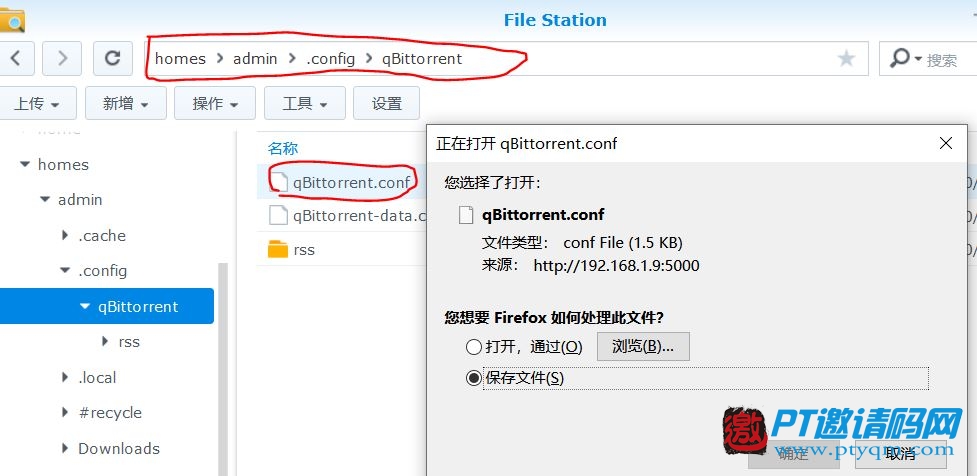 File Station
homes > admin > .config > qBittorrent
搜索
上传 新增 操作 工具 设置
homes
admin
.cache
.config
qBittorrent
rss
.local
#recycle
Downloads
名称
qBittorrent.conf
qBittorrent-data.c
rss
正在打开 qBittorrent.conf
您选择了打开：
qBittorrent.conf
文件类型： conf File (1.5 KB)
来源： http://192.168.1.9:5000
您想要 Firefox 如何处理此文件？
打开，通过(O) 浏览(B)...
保存文件(S)
确定 取消
邀 PT邀请码网
www.ptyqm.com